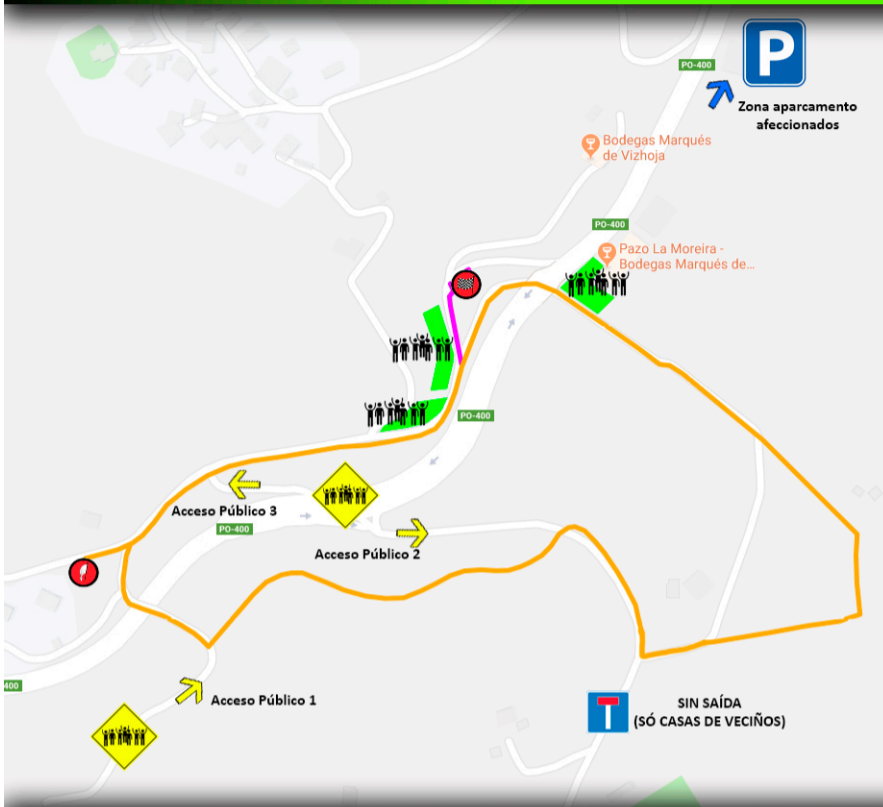 P
PO-400
Zona aparcamento
afeccionados
Bodegas Marqués
de Vizhoja
PO-400
Pazo La Moreira -
Bodegas Marqués de...
PO-400
Acceso Público 3
PO-400
Acceso Público 2
400
Acceso Público 1
SIN SAÍDA
(SÓ CASAS DE VECIÑOS)